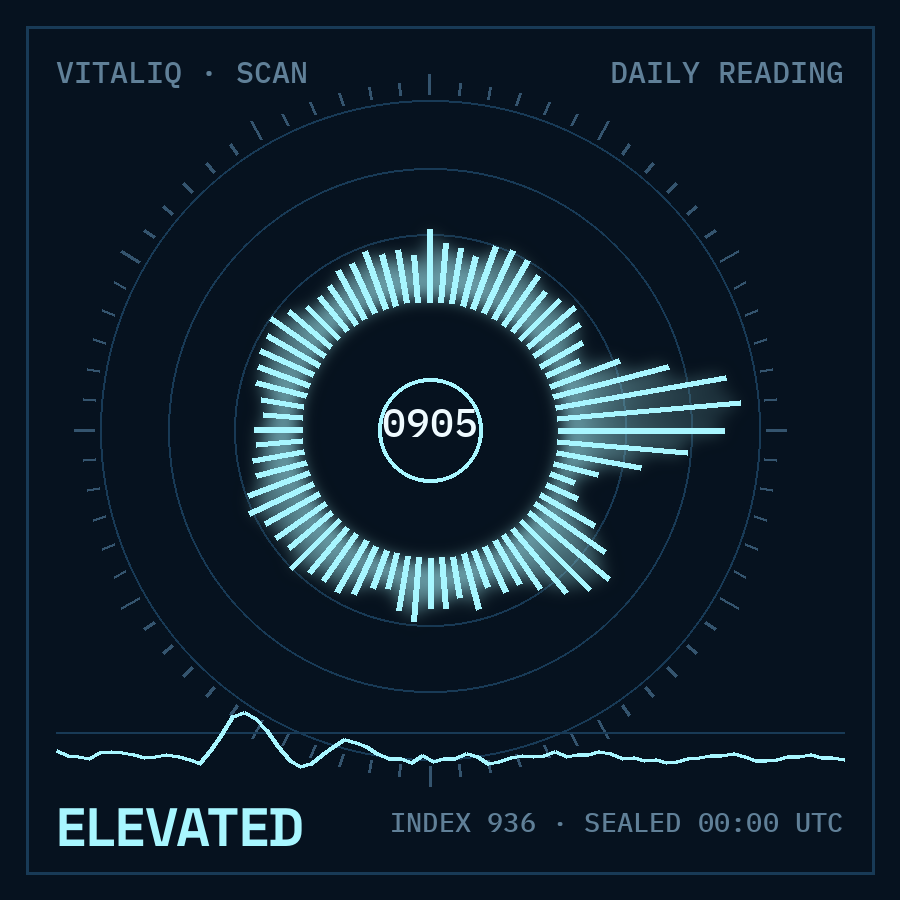 VITALIQ · SCAN
DAILY READING
0905
ELEVATED
INDEX 936 · SEALED 00:00 UTC